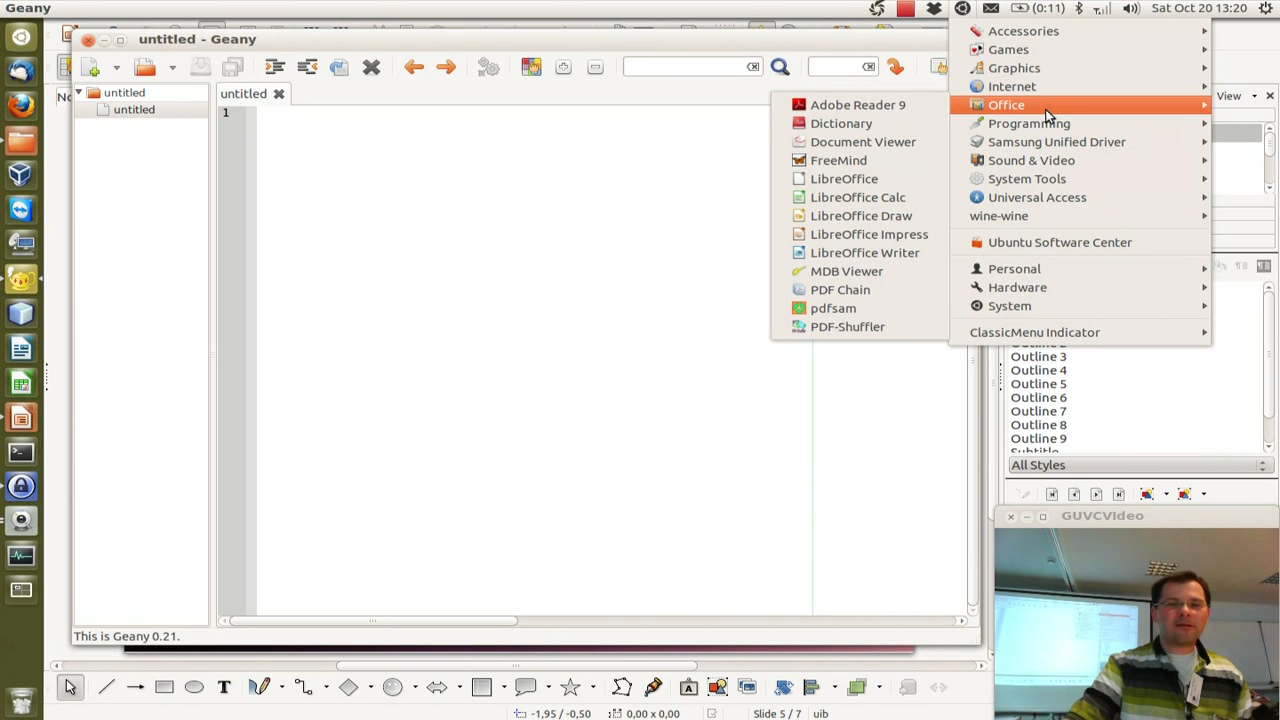 Geany
(0:11)
Sat Oct 20 13:20
untitled - Geany
untitled
untitled
untitled
1
Accessories
Games
Graphics
Internet
Office
Programming
Samsung Unified Driver
Sound & Video
System Tools
Universal Access
wine-wine
Ubuntu Software Center
Personal
Hardware
System
ClassicMenu Indicator
Adobe Reader 9
Dictionary
Document Viewer
FreeMind
LibreOffice
LibreOffice Calc
LibreOffice Draw
LibreOffice Impress
LibreOffice Writer
MDB Viewer
PDF Chain
pdfsam
PDF-Shuffler
View
Outline 3
Outline 4
Outline 5
Outline 6
Outline 7
Outline 8
Outline 9
All Styles
GUVCVideo
This is Geany 0.21.
-1,95 / -0,50
0,00 x 0,00
Slide 5 / 7
uib